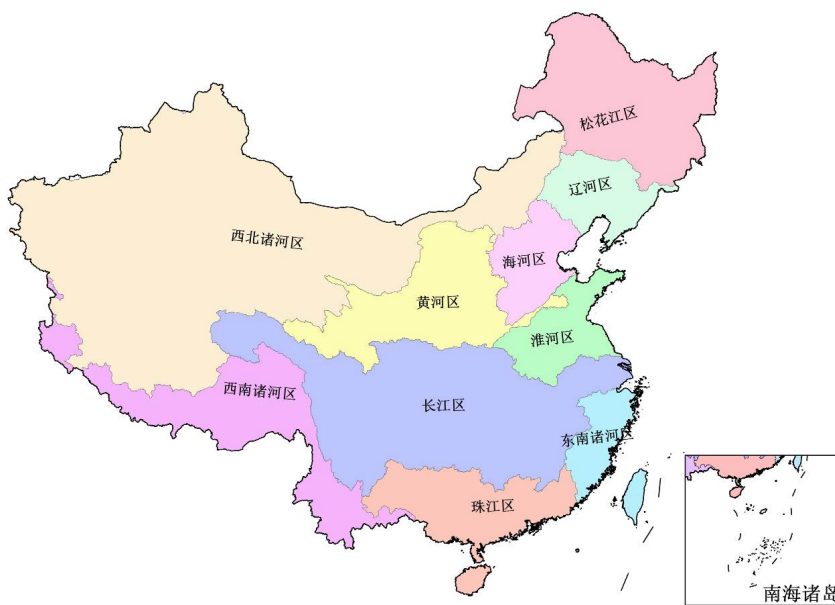 松花江区
辽河区
西北诸河区
海河区
黄河区
淮河区
西南诸河区
长江区
东南诸河区
珠江区
南海诸岛